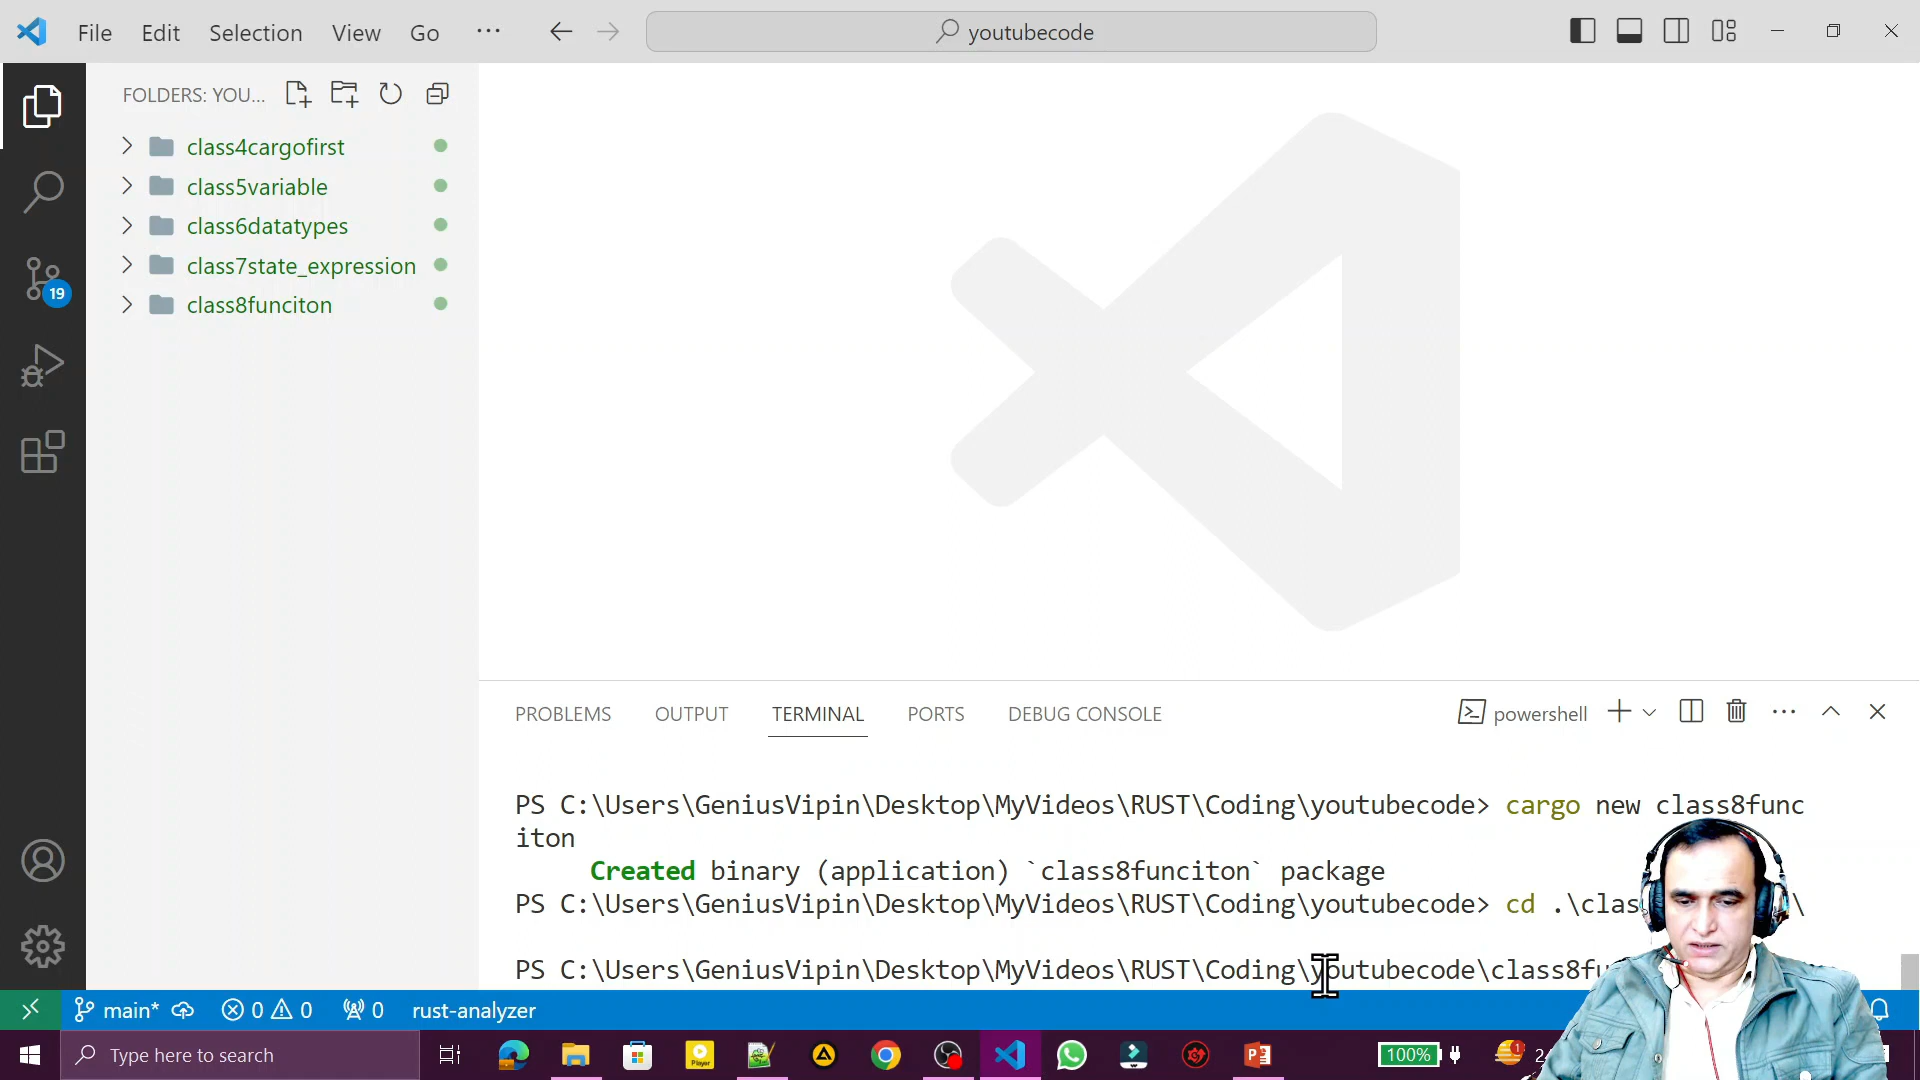 File Edit Selection View Go ... youtubecode
FOLDERS: YOU...
class4cargofirst
class5variable
class6datatypes
class7state_expression
class8funciton
19
PROBLEMS OUTPUT TERMINAL PORTS DEBUG CONSOLE powershell
PS C:\Users\GeniusVipin\Desktop\MyVideos\RUST\Coding\youtubecode> cargo new class8func
iton
Created binary (application) `class8funciton` package
PS C:\Users\GeniusVipin\Desktop\MyVideos\RUST\Coding\youtubecode> cd .\clas \
PS C:\Users\GeniusVipin\Desktop\MyVideos\RUST\Coding\youtubecode\class8fu
main* 0 0 0 rust-analyzer
Type here to search Player 100% 1 24